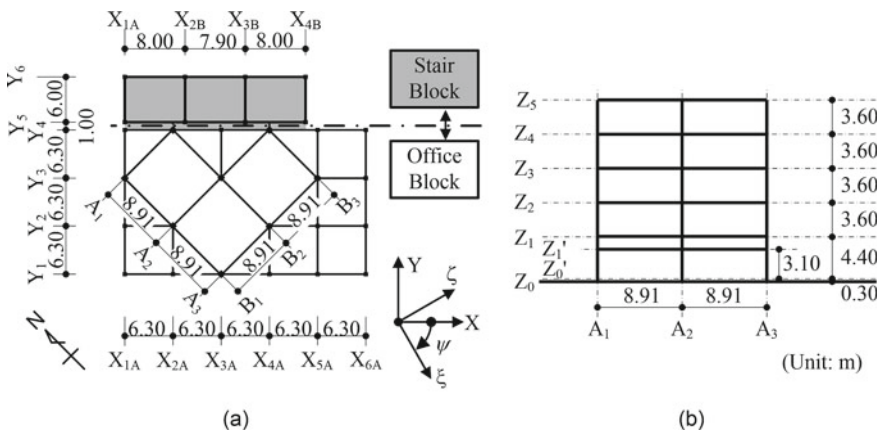 X1A X2B X3B X4B
8.00 7.90 8.00
Y6
6.00
Y5
1.00
Y4
6.30
Y3
6.30
Y2
6.30
Y1
Stair
Block
Office
Block
A1 8.91 A2 8.91 A3
B1 8.91 B2 8.91 B3
N
6.30 6.30 6.30 6.30 6.30
X1A X2A X3A X4A X5A X6A
Y ζ
X
ψ
ξ
(a)
Z5
3.60
Z4
3.60
Z3
3.60
Z2
3.60
Z1
Z1'
4.40
3.10
Z0'
Z0
0.30
8.91 8.91
A1 A2 A3
(Unit: m)
(b)